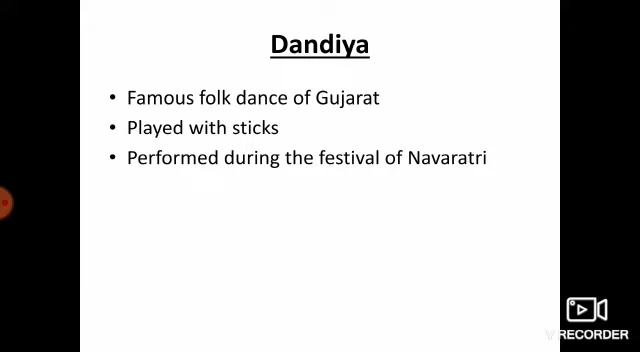 Dandiya
• Famous folk dance of Gujarat
• Played with sticks
• Performed during the festival of Navaratri
V RECORDER